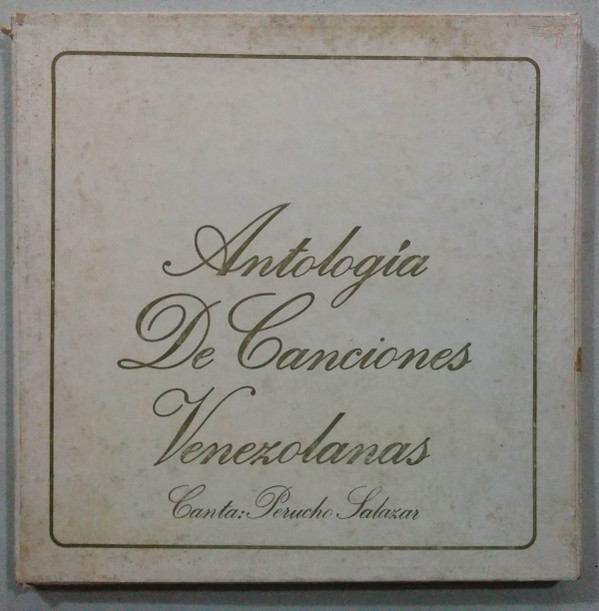 Antología
De Canciones
Venezolanas
Canta: Perucho Salazar